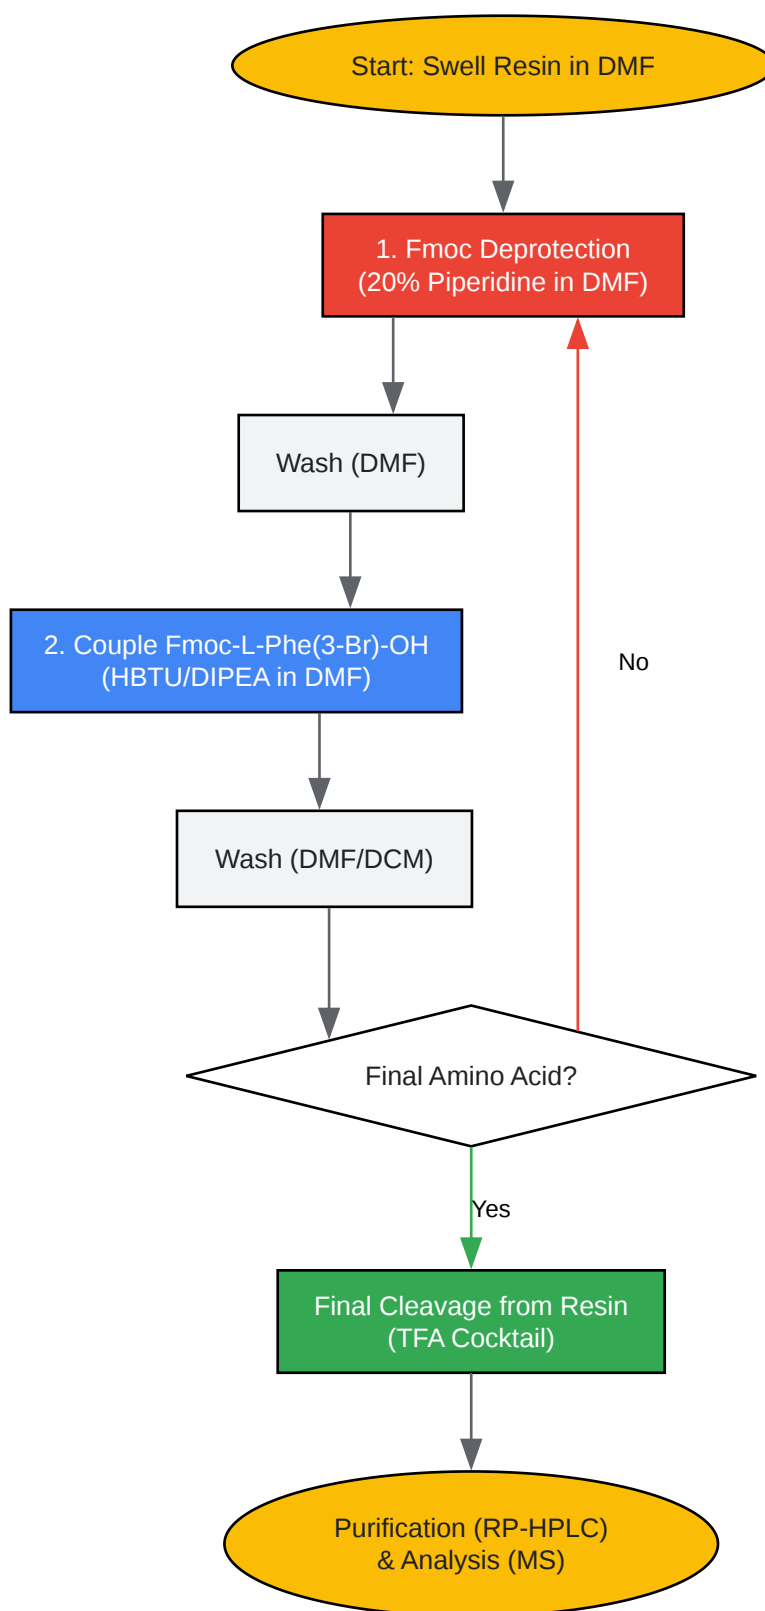 Start: Swell Resin in DMF
1. Fmoc Deprotection
(20% Piperidine in DMF)
Wash (DMF)
2. Couple Fmoc-L-Phe(3-Br)-OH
(HBTU/DIPEA in DMF)
No
Wash (DMF/DCM)
Final Amino Acid?
Yes
Final Cleavage from Resin
(TFA Cocktail)
Purification (RP-HPLC)
& Analysis (MS)